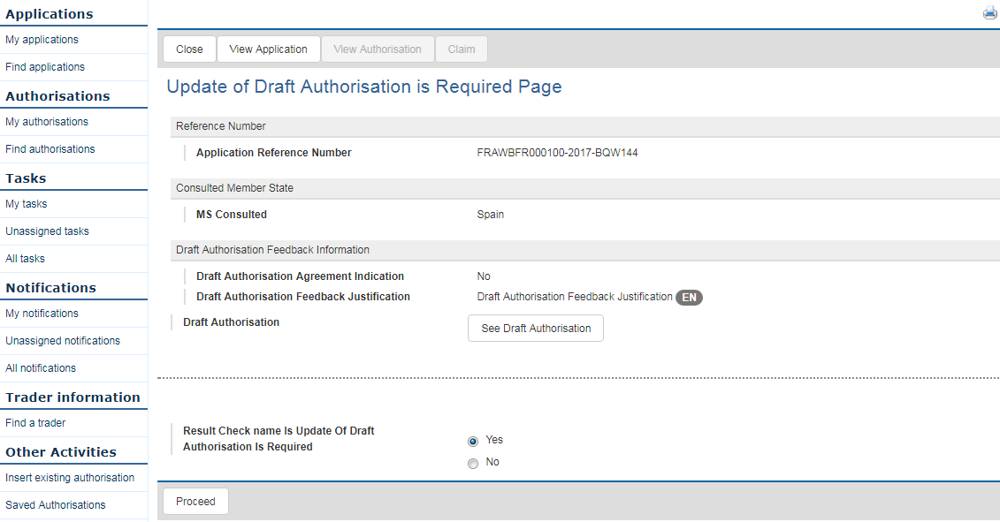 Applications
My applications
Find applications
Authorisations
My authorisations
Find authorisations
Tasks
My tasks
Unassigned tasks
All tasks
Notifications
My notifications
Unassigned notifications
All notifications
Trader information
Find a trader
Other Activities
Insert existing authorisation
Saved Authorisations
Close View Application View Authorisation Claim
Update of Draft Authorisation is Required Page
Reference Number
Application Reference Number FRAWBFR000100-2017-BQW144
Consulted Member State
MS Consulted Spain
Draft Authorisation Feedback Information
Draft Authorisation Agreement Indication No
Draft Authorisation Feedback Justification Draft Authorisation Feedback Justification EN
Draft Authorisation See Draft Authorisation
Result Check name Is Update Of Draft
Authorisation Is Required
Yes
No
Proceed